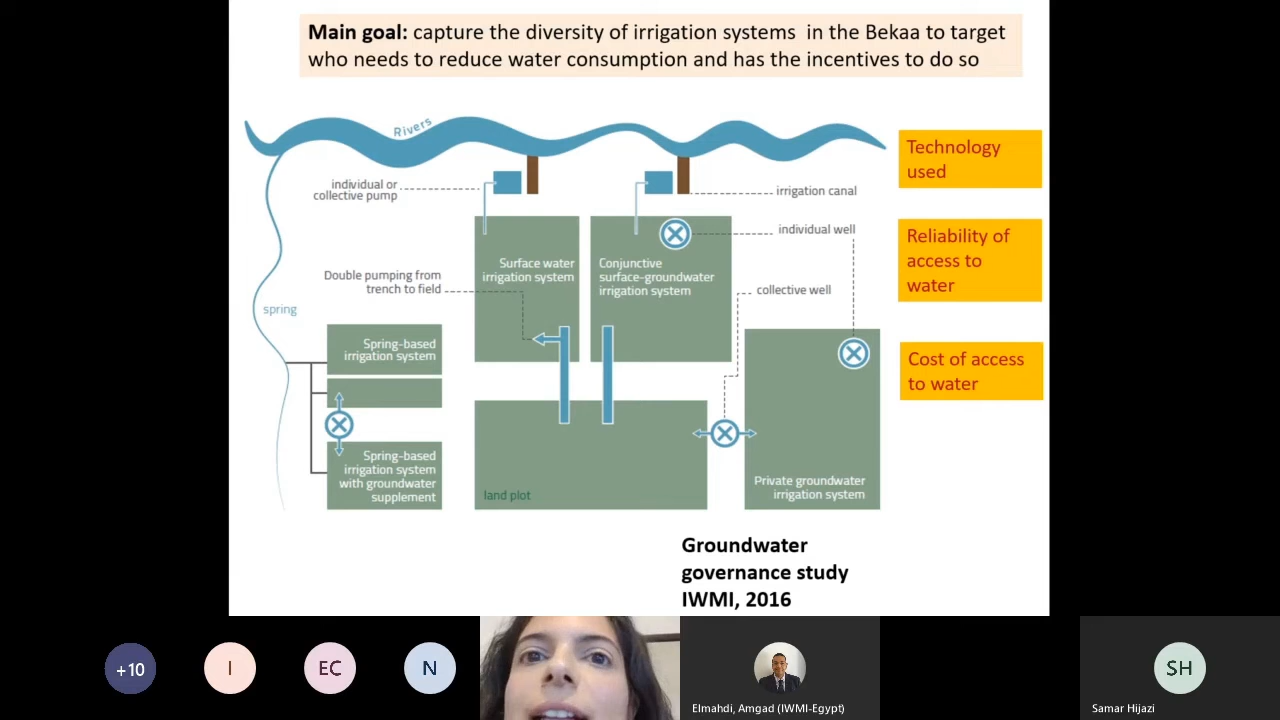 Main goal: capture the diversity of irrigation systems in the Bekaa to target
who needs to reduce water consumption and has the incentives to do so
Rivers
Technology
used
individual or
collective pump
irrigation canal
individual well
Reliability of
access to
water
Surface water
irrigation system
Conjunctive
surface-groundwater
irrigation system
Double pumping from
trench to field
collective well
spring
Spring-based
irrigation system
Cost of access
to water
Spring-based
irrigation system
with groundwater
supplement
land plot
Private groundwater
irrigation system
Groundwater
governance study
IWMI, 2016
+10
I
EC
N
SH
Elmahdi, Amgad (IWMI-Egypt)
Samar Hijazi